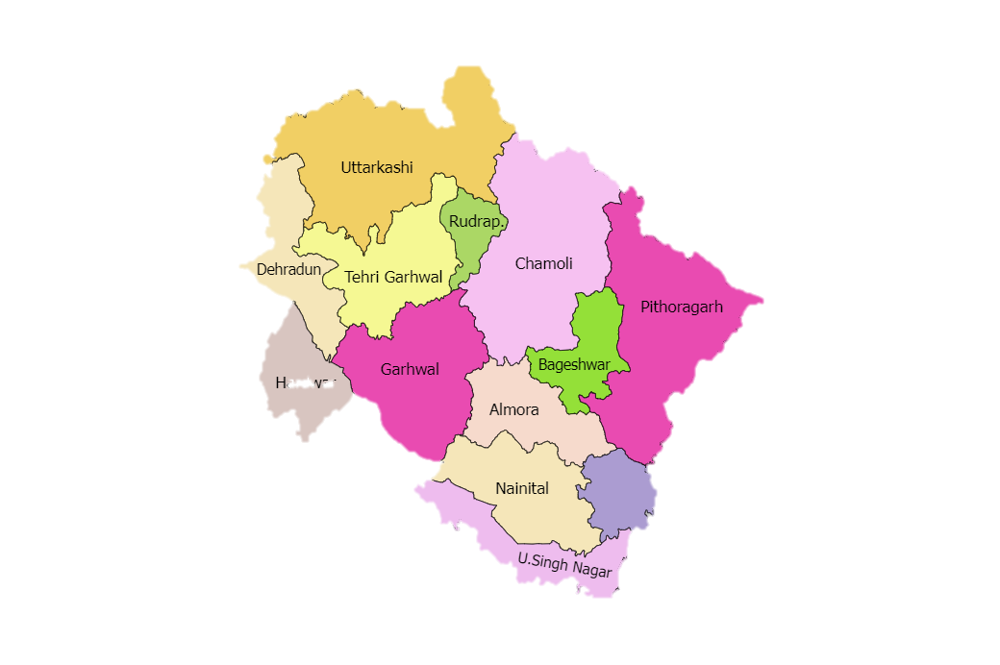 Uttarkashi
Rudrap.
Chamoli
Dehradun
Tehri Garhwal
Pithoragarh
Garhwal
Bageshwar
Almora
Nainital
U.Singh Nagar